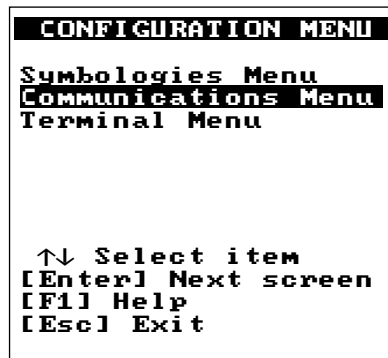 CONFIGURATION MENU
Symbologies Menu
Communications Menu
Terminal Menu
↑↓ Select item
[Enter] Next screen
[F1] Help
[Esc] Exit